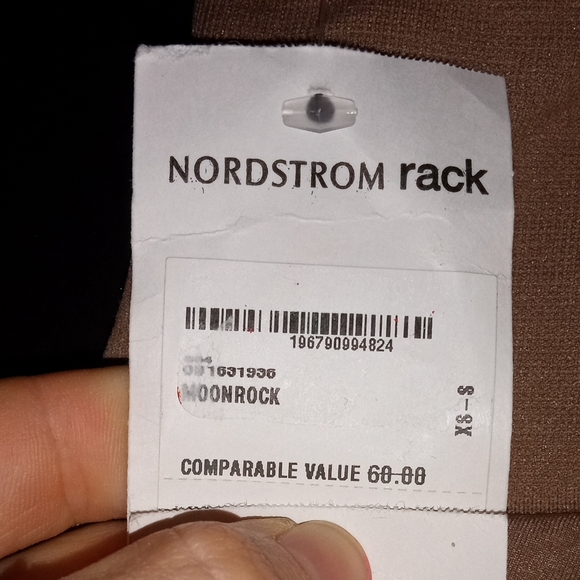 NORDSTROM rack
196790994824
MOONROCK
XS-S
COMPARABLE VALUE 60.00